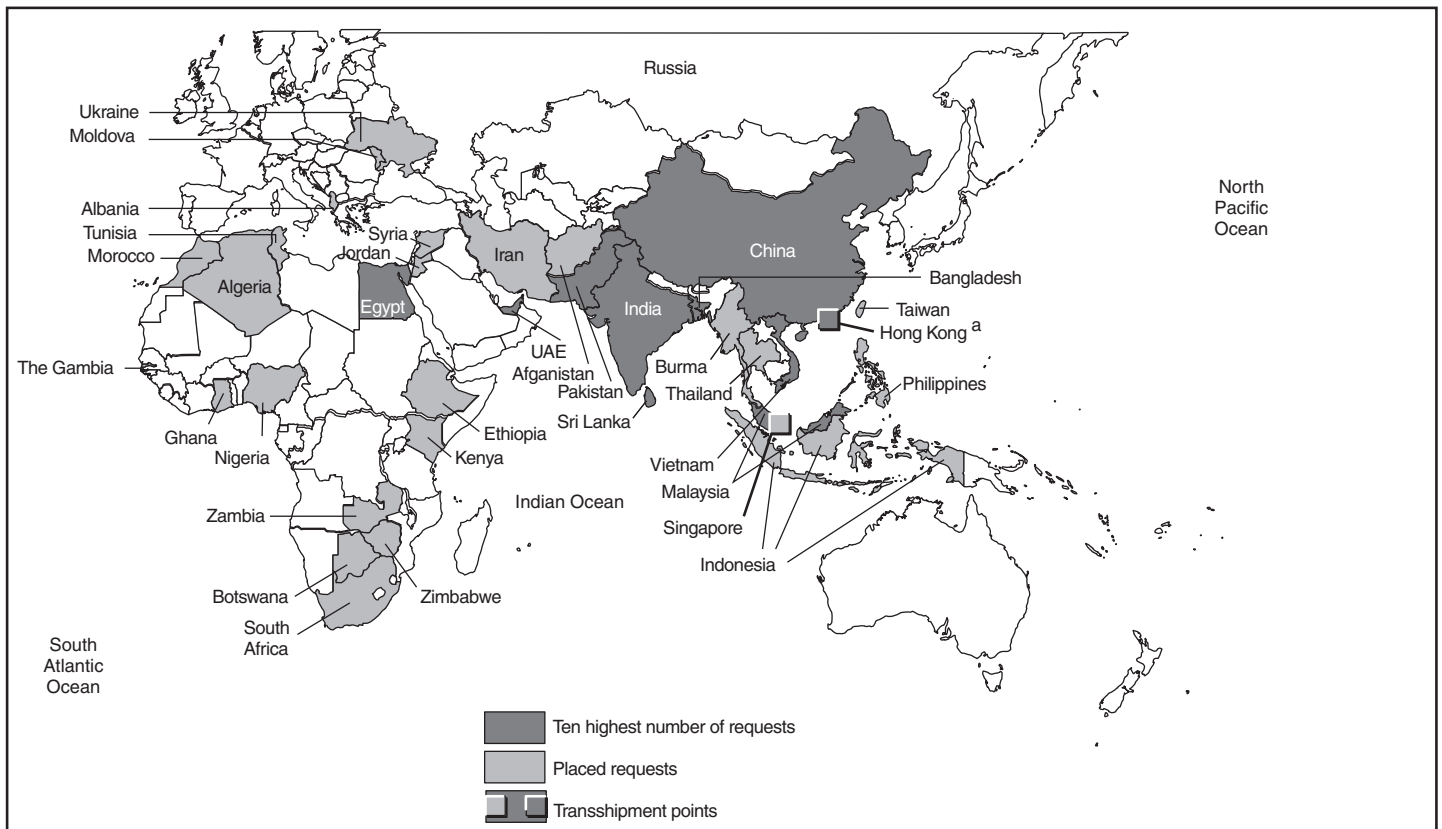 Russia
Ukraine
Moldova
Albania
Tunisia
Morocco
Algeria
Syria
Jordan
Iran
Egypt
China
India
North
Pacific
Ocean
Bangladesh
Taiwan
Hong Kong a
The Gambia
UAE
Afganistan
Pakistan
Sri Lanka
Burma
Thailand
Philippines
Ghana
Nigeria
Ethiopia
Kenya
Vietnam
Malaysia
Singapore
Indonesia
Indian Ocean
Zambia
Botswana
Zimbabwe
South
Africa
South
Atlantic
Ocean
Ten highest number of requests
Placed requests
Transshipment points